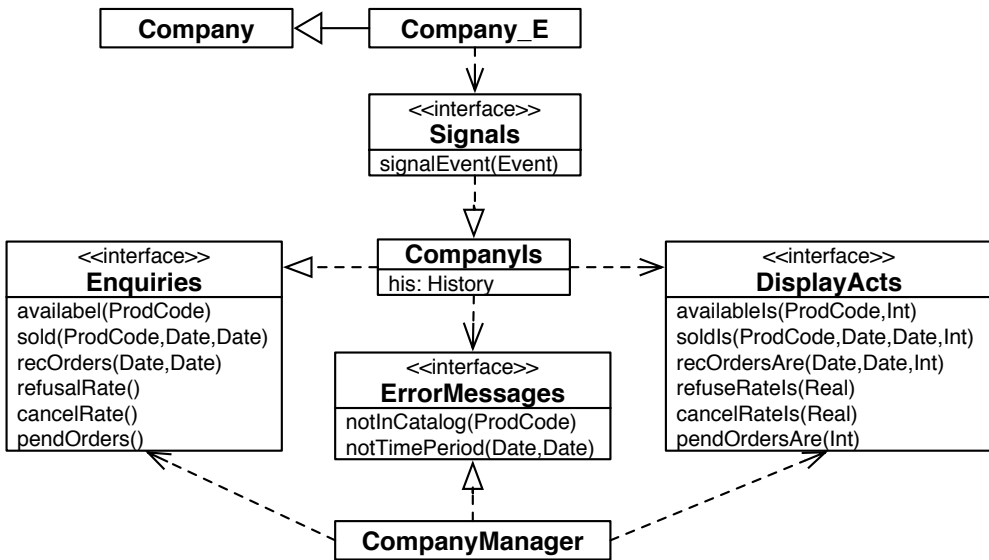 Company
Company_E
<<interface>>
Signals
signalEvent(Event)
CompanyIs
his: History
<<interface>>
Enquiries
availabel(ProdCode)
sold(ProdCode,Date,Date)
recOrders(Date,Date)
refusalRate()
cancelRate()
pendOrders()
<<interface>>
ErrorMessages
notInCatalog(ProdCode)
notTimePeriod(Date,Date)
<<interface>>
DisplayActs
availableIs(ProdCode,Int)
soldIs(ProdCode,Date,Date,Int)
recOrdersAre(Date,Date,Int)
refuseRateIs(Real)
cancelRateIs(Real)
pendOrdersAre(Int)
CompanyManager